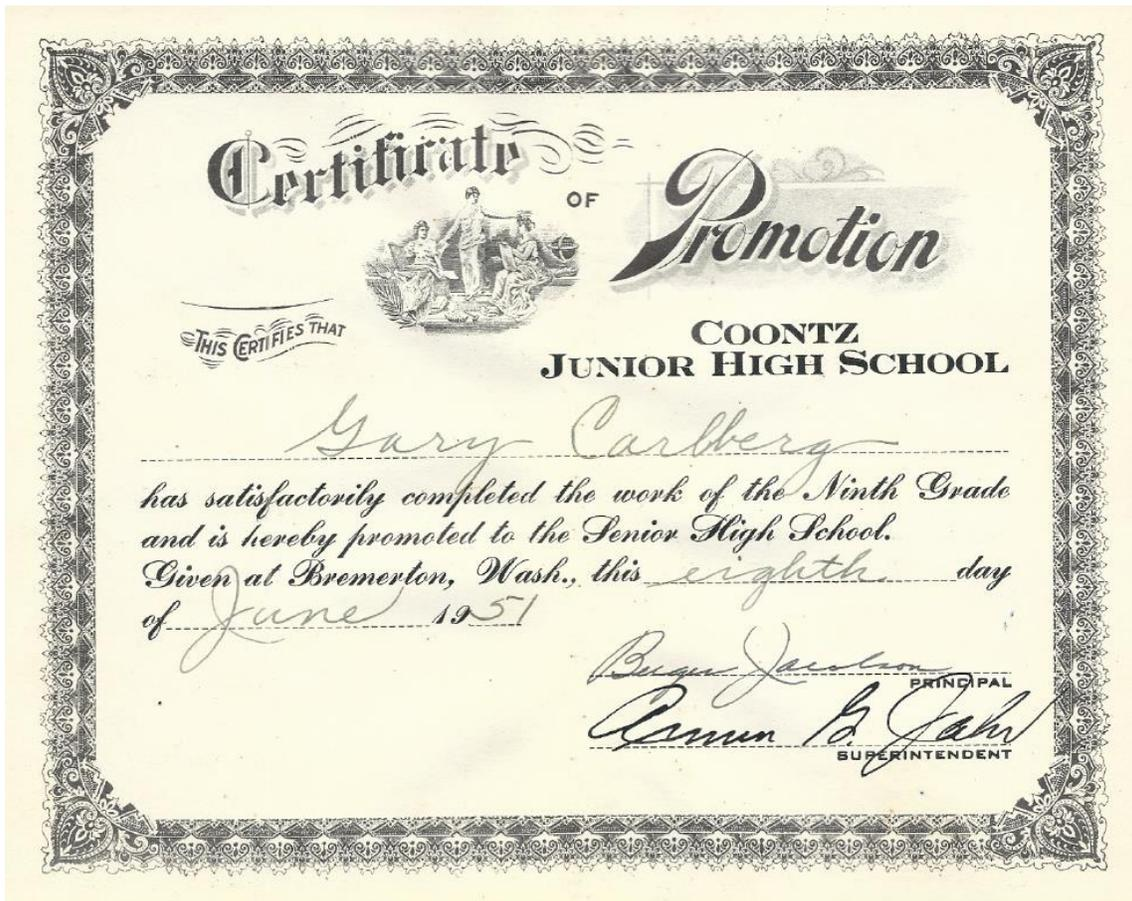 Certificate OF Promotion
THIS CERTIFIES THAT
COONTZ
JUNIOR HIGH SCHOOL
Gary Carlberg
has satisfactorily completed the work of the Ninth Grade
and is hereby promoted to the Senior High School.
Given at Bremerton, Wash., this eighth day
of June 1951
Jacobson
PRINCIPAL
Armin G. Jahr
SUPERINTENDENT